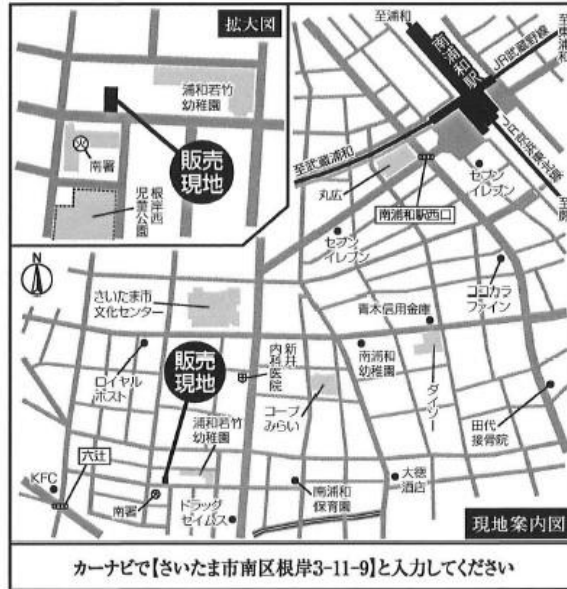 拡大図
浦和若竹
幼稚園
火
南署
販売
現地
根岸西
児童公園
至浦和
南浦和駅
JR武蔵野線
JR京浜東北線
至武蔵浦和
丸広
南浦和駅西口
セブン
イレブン
セブン
イレブン
ココカラ
ファイン
N
さいたま市
文化センター
青木信用金庫
販売
現地
ロイヤル
ホスト
新井
内科医院
南浦和
幼稚園
ダイソー
コープ
みらい
田代
接骨院
浦和若竹
幼稚園
六辻
KFC
南署
ドラッグ
セイムス
南浦和
保育園
大徳
酒店
現地案内図
カーナビで【さいたま市南区根岸3-11-9】と入力してください